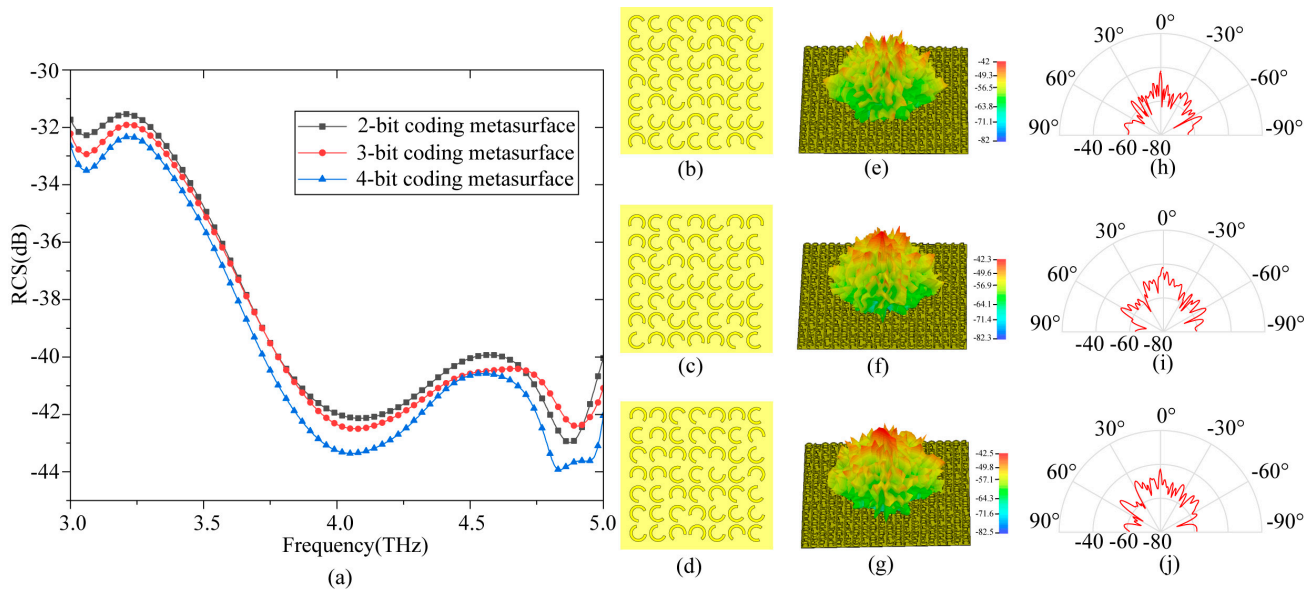 -30
-32
-34
-36
-38
-40
-42
-44
RCS(dB)
3.0
3.5
4.0
4.5
5.0
Frequency(THz)
2-bit coding metasurface
3-bit coding metasurface
4-bit coding metasurface
(a)
(b)
-42
-49.3
-56.5
-63.8
-71.1
-82
(e)
0°
30°
-30°
60°
-60°
90°
-90°
-40 -60 -80
(h)
(c)
-42.3
-49.6
-56.8
-64.1
-71.4
-82.3
(f)
0°
30°
-30°
60°
-60°
90°
-90°
-40 -60 -80
(i)
(d)
-42.5
-49.8
-57.1
-64.3
-71.6
-82.5
(g)
0°
30°
-30°
60°
-60°
90°
-90°
-40 -60 -80
(j)